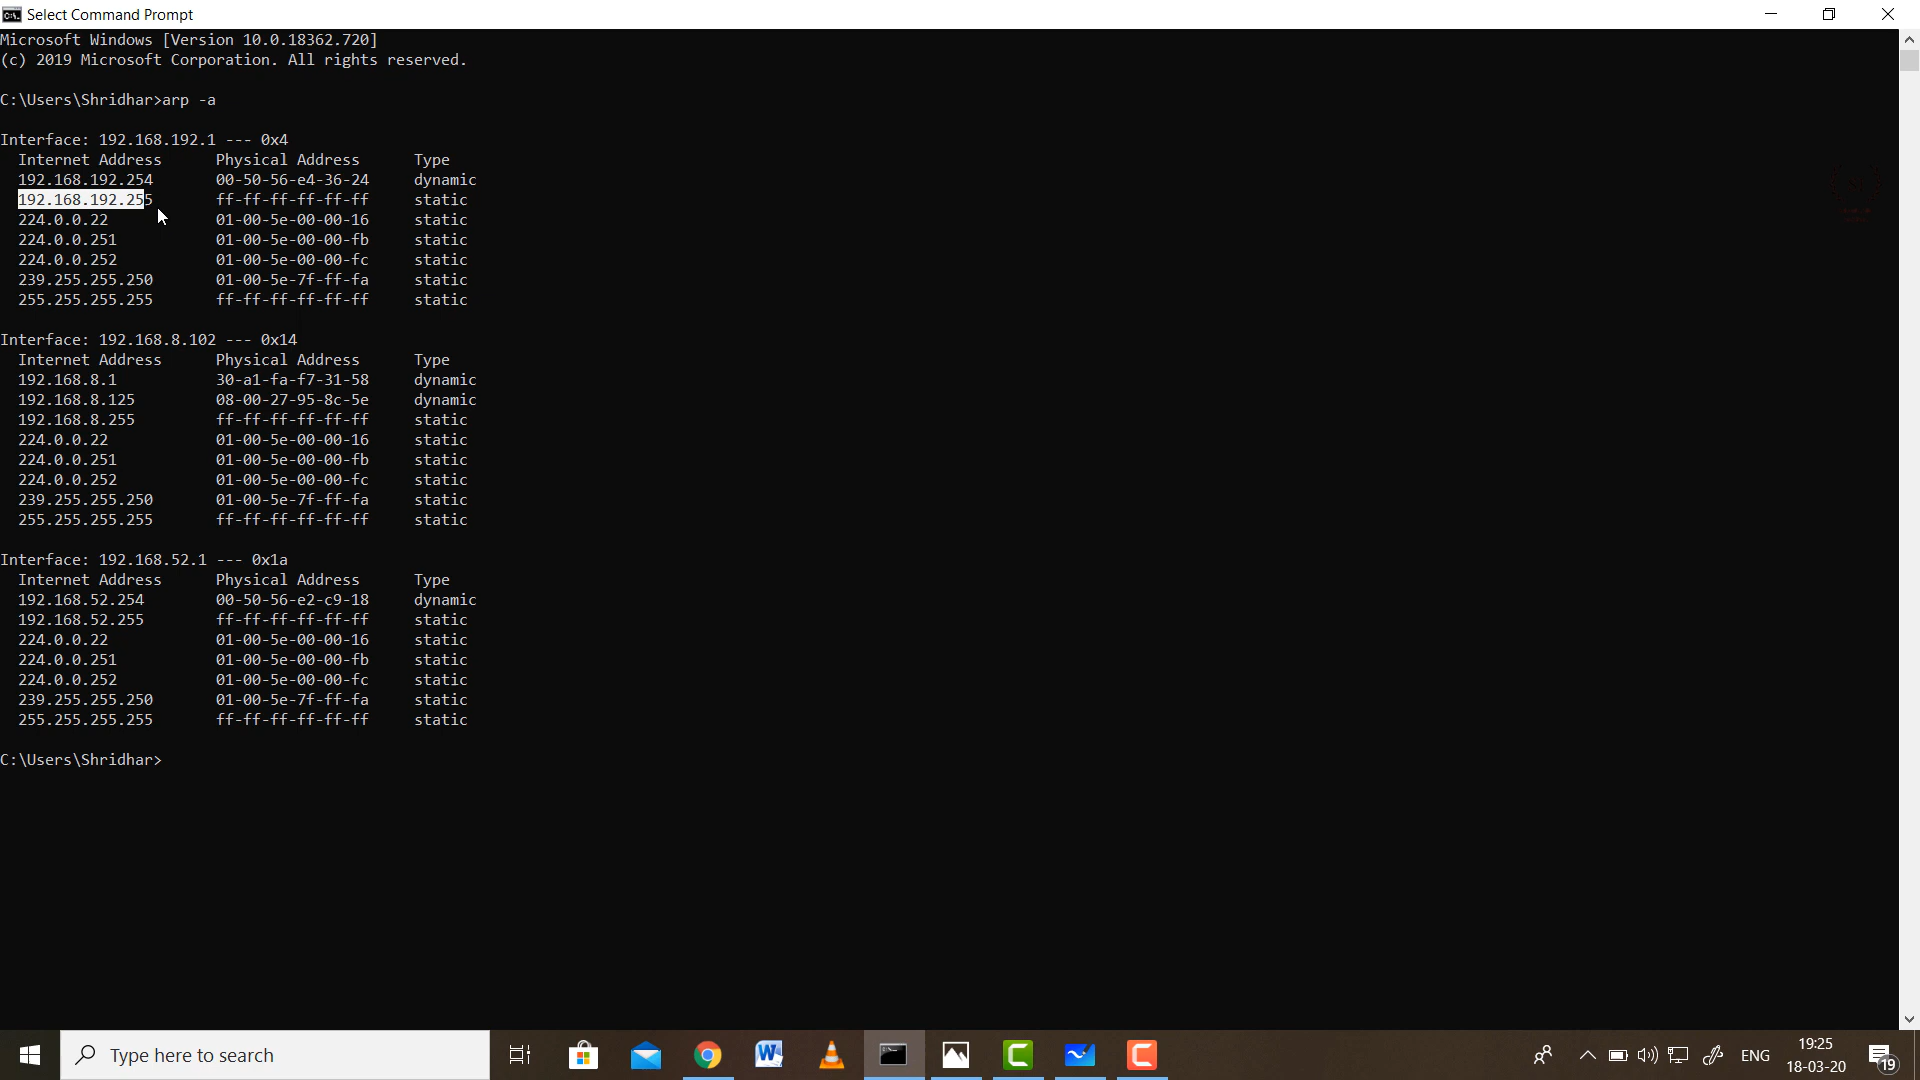 Select Command Prompt
Microsoft Windows [Version 10.0.18362.720]
(c) 2019 Microsoft Corporation. All rights reserved.
C:\Users\Shridhar>arp -a
Interface: 192.168.192.1 --- 0x4
Internet Address Physical Address Type
192.168.192.254 00-50-56-e4-36-24 dynamic
192.168.192.255 ff-ff-ff-ff-ff-ff static
224.0.0.22 01-00-5e-00-00-16 static
224.0.0.251 01-00-5e-00-00-fb static
224.0.0.252 01-00-5e-00-00-fc static
239.255.255.250 01-00-5e-7f-ff-fa static
255.255.255.255 ff-ff-ff-ff-ff-ff static
Interface: 192.168.8.102 --- 0x14
Internet Address Physical Address Type
192.168.8.1 30-a1-fa-f7-31-58 dynamic
192.168.8.125 08-00-27-95-8c-5e dynamic
192.168.8.255 ff-ff-ff-ff-ff-ff static
224.0.0.22 01-00-5e-00-00-16 static
224.0.0.251 01-00-5e-00-00-fb static
224.0.0.252 01-00-5e-00-00-fc static
239.255.255.250 01-00-5e-7f-ff-fa static
255.255.255.255 ff-ff-ff-ff-ff-ff static
Interface: 192.168.52.1 --- 0x1a
Internet Address Physical Address Type
192.168.52.254 00-50-56-e2-c9-18 dynamic
192.168.52.255 ff-ff-ff-ff-ff-ff static
224.0.0.22 01-00-5e-00-00-16 static
224.0.0.251 01-00-5e-00-00-fb static
224.0.0.252 01-00-5e-00-00-fc static
239.255.255.250 01-00-5e-7f-ff-fa static
255.255.255.255 ff-ff-ff-ff-ff-ff static
C:\Users\Shridhar>
Type here to search
ENG
19:25
18-03-20
19